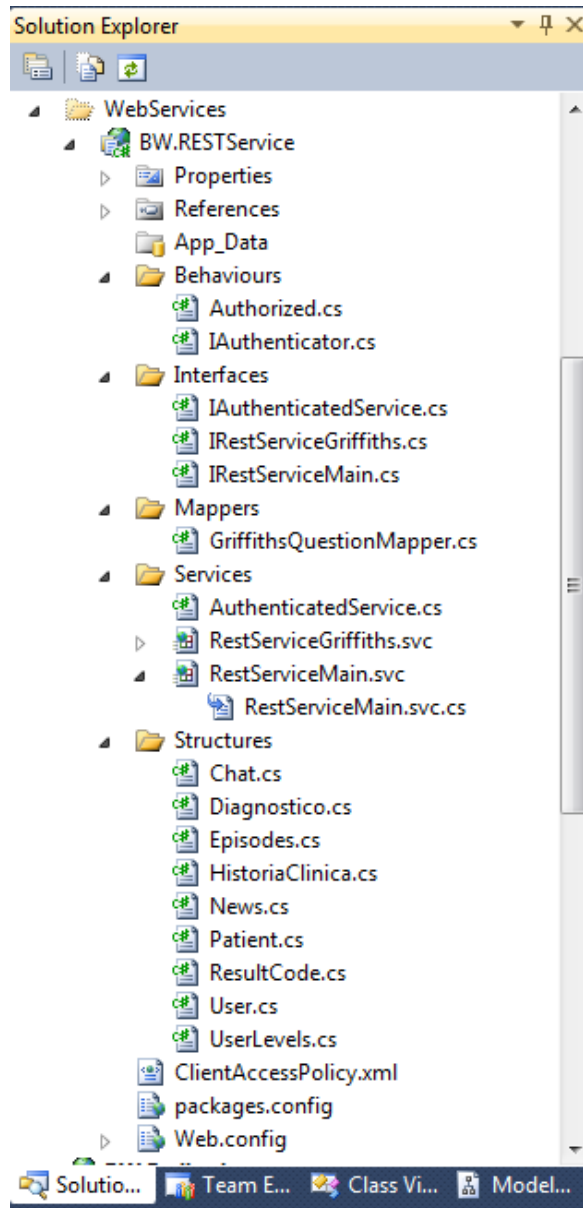 Solution Explorer
WebServices
BW.RESTService
Properties
References
App_Data
Behaviours
Authorized.cs
IAuthenticator.cs
Interfaces
IAuthenticatedService.cs
IRestServiceGriffiths.cs
IRestServiceMain.cs
Mappers
GriffithsQuestionMapper.cs
Services
AuthenticatedService.cs
RestServiceGriffiths.svc
RestServiceMain.svc
RestServiceMain.svc.cs
Structures
Chat.cs
Diagnostico.cs
Episodes.cs
HistoriaClinica.cs
News.cs
Patient.cs
ResultCode.cs
User.cs
UserLevels.cs
ClientAccessPolicy.xml
packages.config
Web.config
Solutio... Team E... Class Vi... Model...